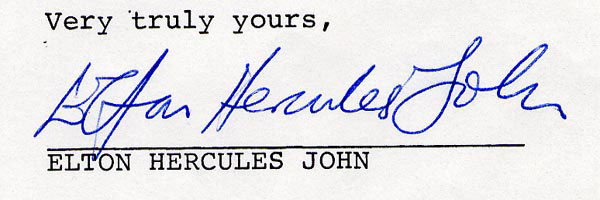 Very truly yours,
Elton Hercules John
ELTON HERCULES JOHN